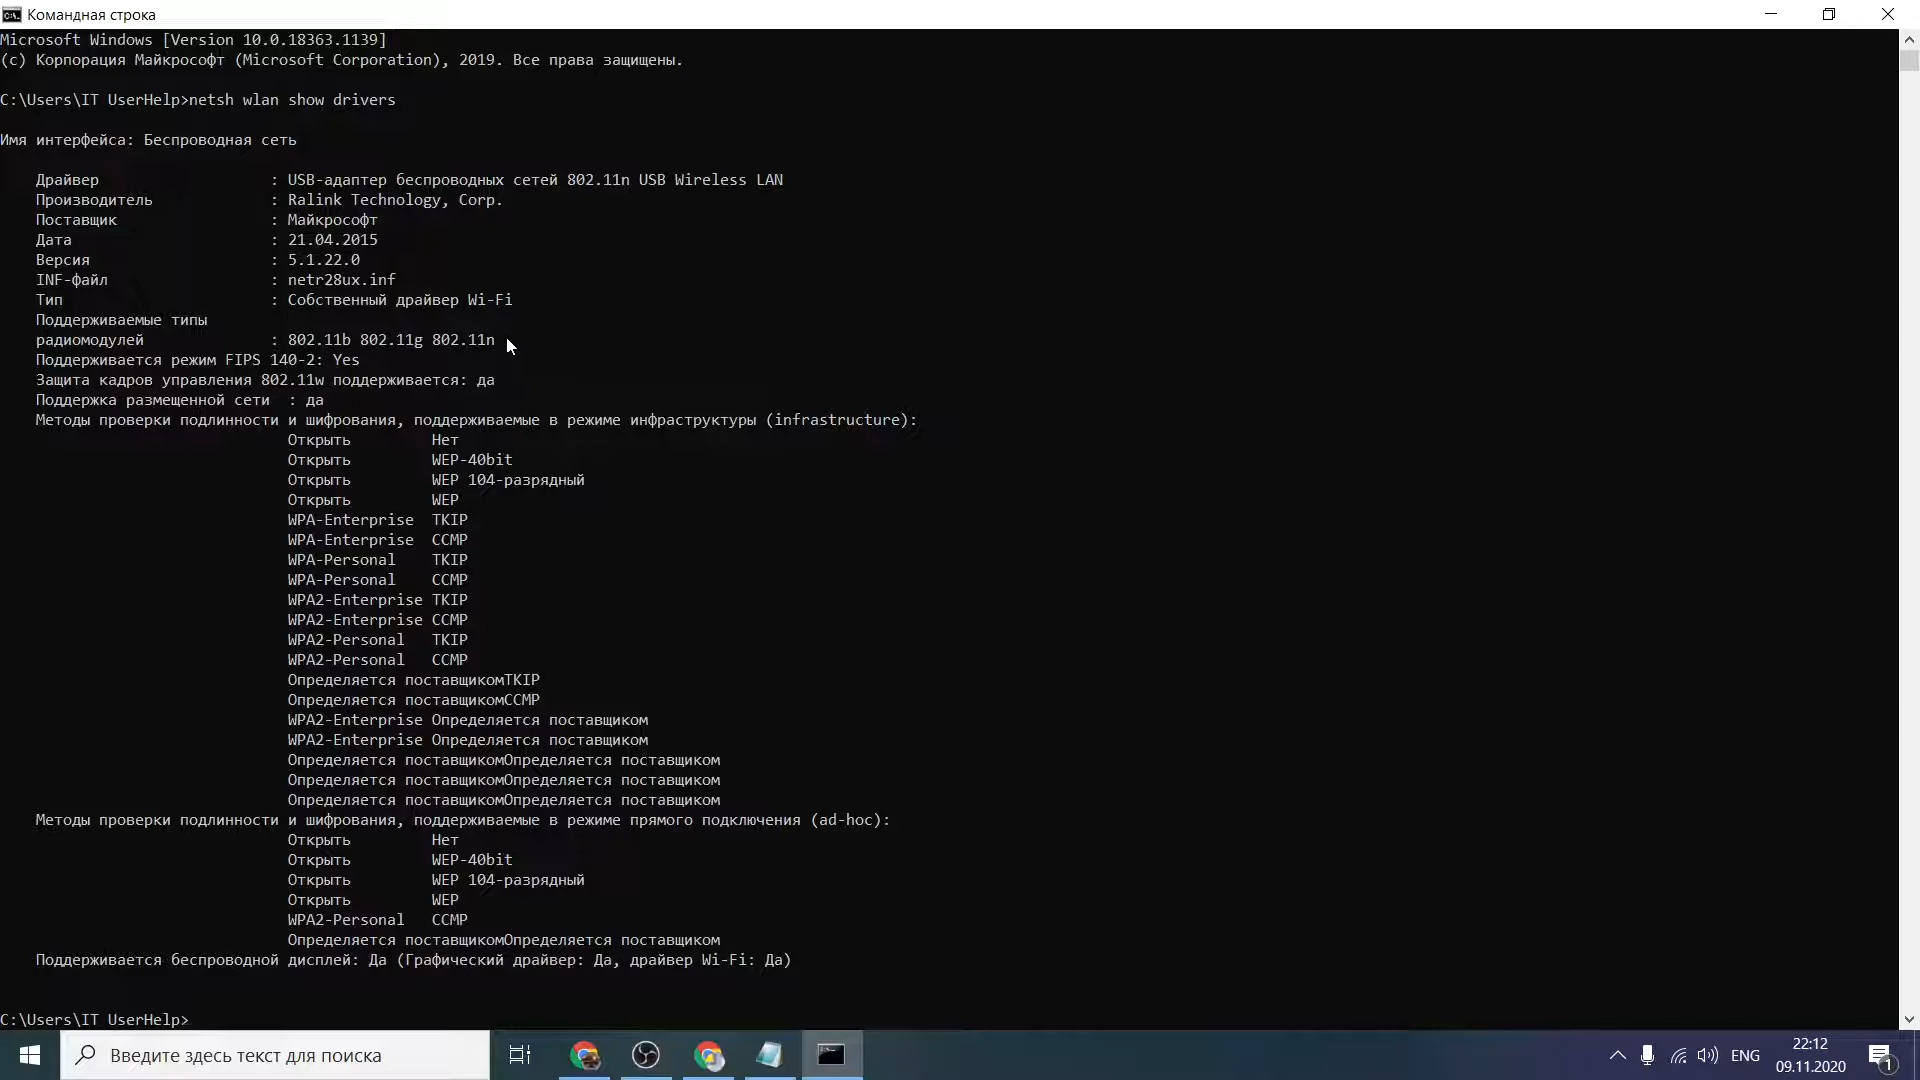 Командная строка
Microsoft Windows [Version 10.0.18363.1139]
(c) Корпорация Майкрософт (Microsoft Corporation), 2019. Все права защищены.
C:\Users\IT UserHelp>netsh wlan show drivers
Имя интерфейса: Беспроводная сеть
Драйвер : USB-адаптер беспроводных сетей 802.11n USB Wireless LAN
Производитель : Ralink Technology, Corp.
Поставщик : Майкрософт
Дата : 21.04.2015
Версия : 5.1.22.0
INF-файл : netr28ux.inf
Тип : Собственный драйвер Wi-Fi
Поддерживаемые типы
радиомодулей : 802.11b 802.11g 802.11n
Поддерживается режим FIPS 140-2: Yes
Защита кадров управления 802.11w поддерживается: да
Поддержка размещенной сети : да
Методы проверки подлинности и шифрования, поддерживаемые в режиме инфраструктуры (infrastructure):
Открыть Нет
Открыть WEP-40bit
Открыть WEP 104-разрядный
Открыть WEP
WPA-Enterprise TKIP
WPA-Enterprise CCMP
WPA-Personal TKIP
WPA-Personal CCMP
WPA2-Enterprise TKIP
WPA2-Enterprise CCMP
WPA2-Personal TKIP
WPA2-Personal CCMP
Определяется поставщикомTKIP
Определяется поставщикомCCMP
WPA2-Enterprise Определяется поставщиком
WPA2-Enterprise Определяется поставщиком
Определяется поставщикомОпределяется поставщиком
Определяется поставщикомОпределяется поставщиком
Определяется поставщикомОпределяется поставщиком
Методы проверки подлинности и шифрования, поддерживаемые в режиме прямого подключения (ad-hoc):
Открыть Нет
Открыть WEP-40bit
Открыть WEP 104-разрядный
Открыть WEP
WPA2-Personal CCMP
Определяется поставщикомОпределяется поставщиком
Поддерживается беспроводной дисплей: Да (Графический драйвер: Да, драйвер Wi-Fi: Да)
C:\Users\IT UserHelp>
Введите здесь текст для поиска
ENG
22:12
09.11.2020
1